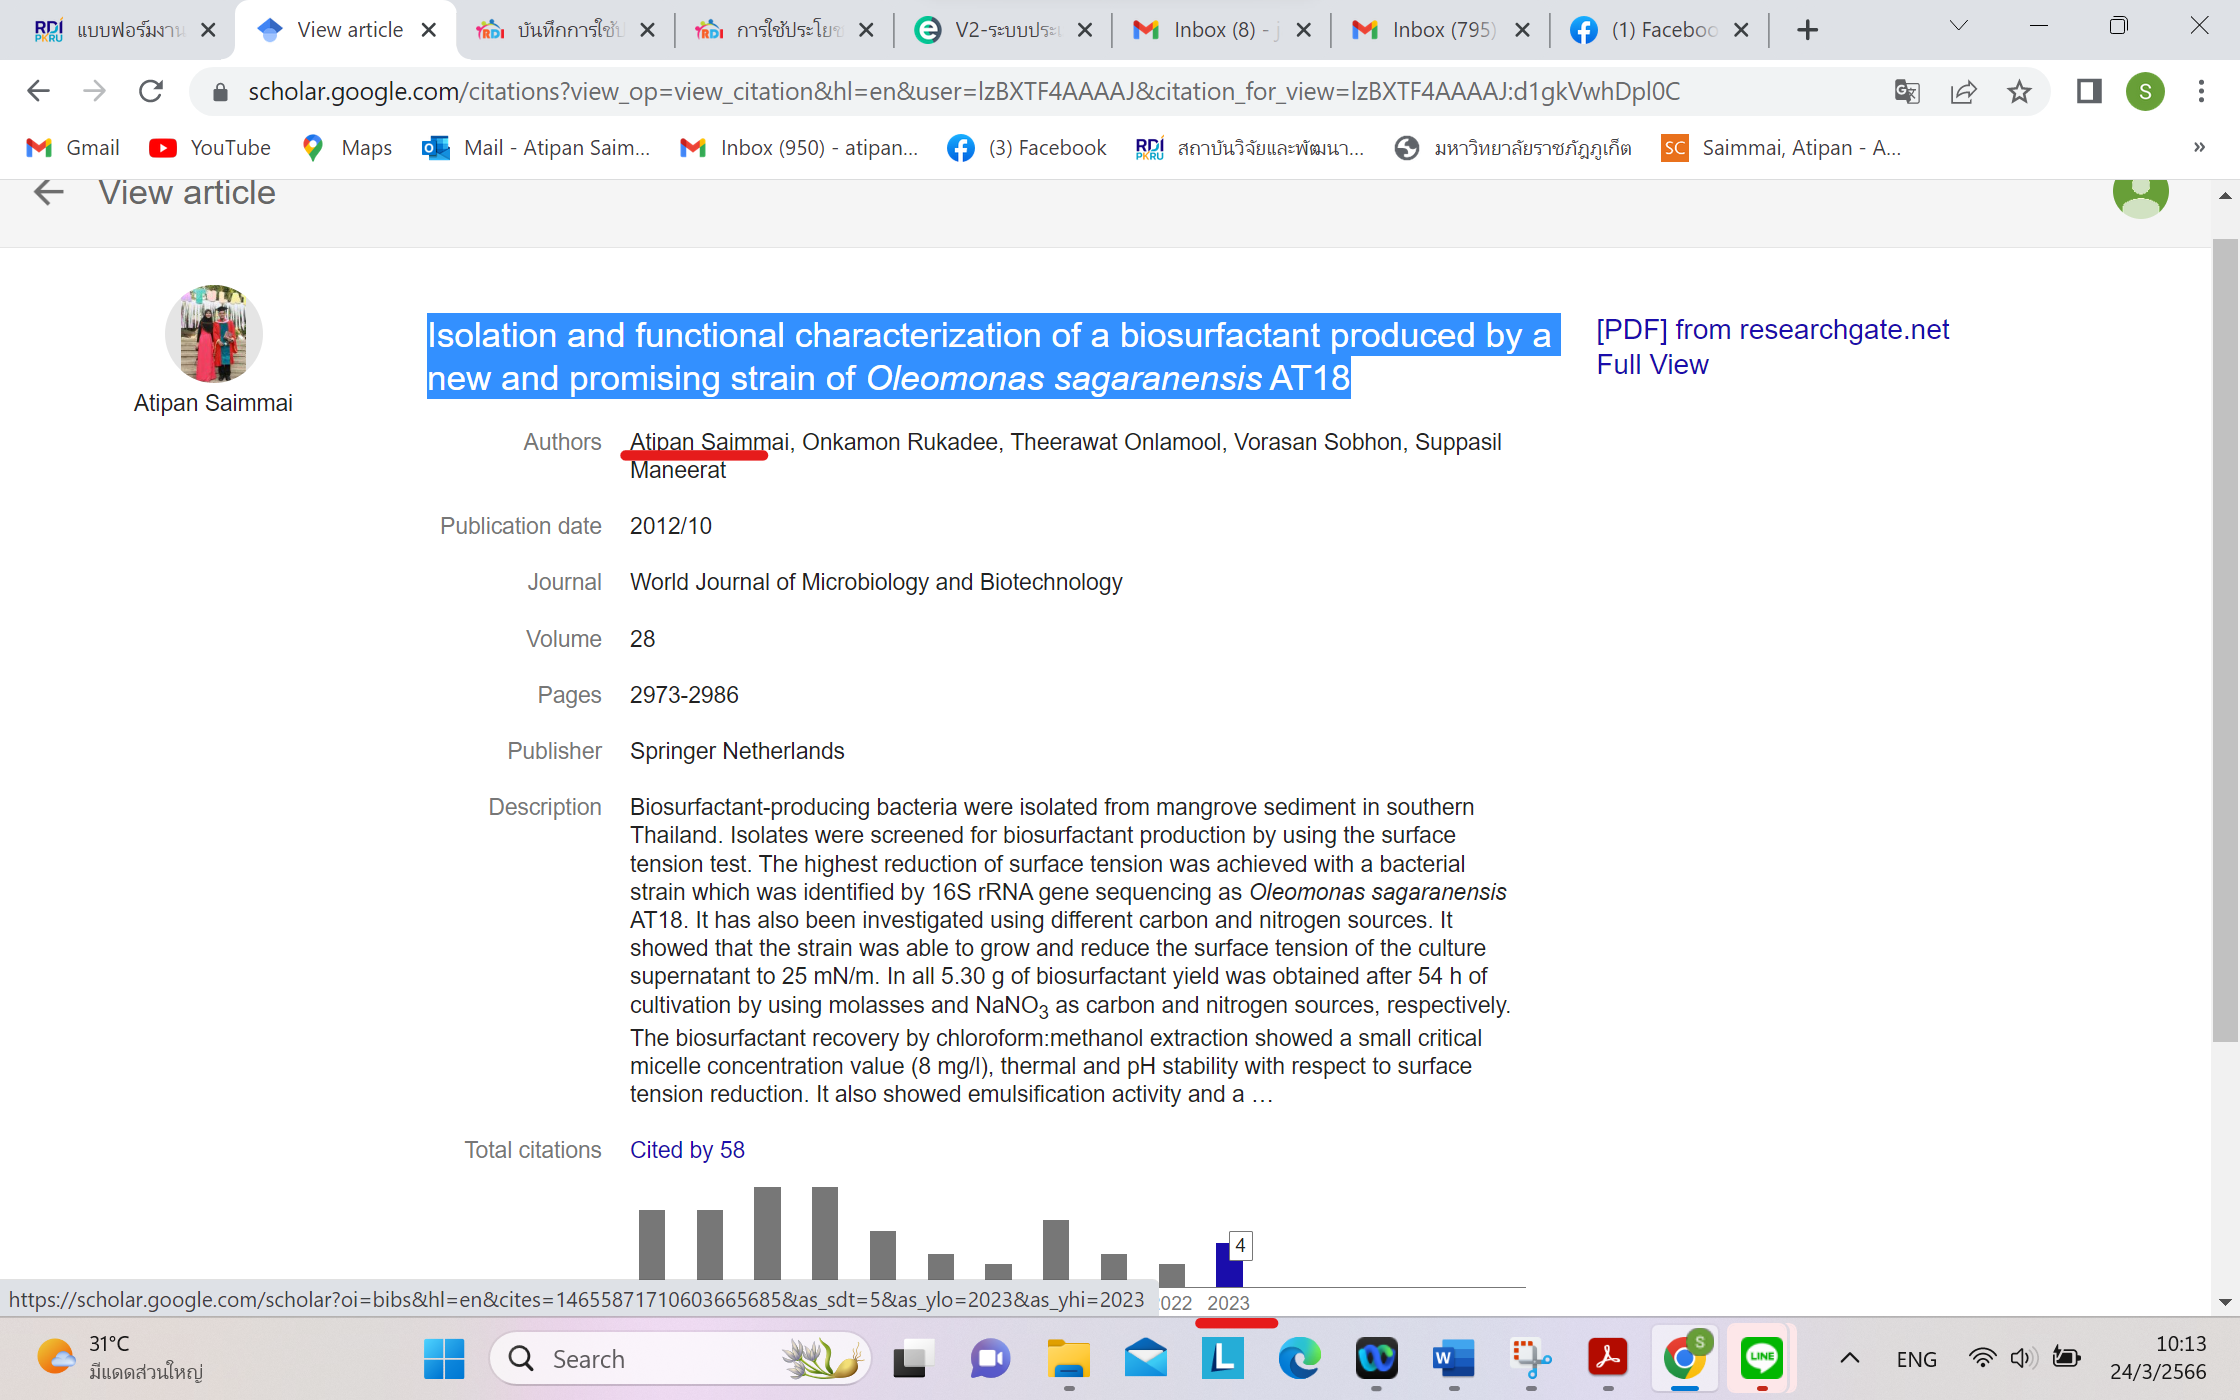 แบบฟอร์มงาน
View article
บันทึกการใช้ป
การใช้ประโยช
V2-ระบบประเ
Inbox (8) - j
Inbox (795)
(1) Faceboo
scholar.google.com/citations?view_op=view_citation&hl=en&user=lzBXTF4AAAAJ&citation_for_view=lzBXTF4AAAAJ:d1gkVwhDpl0C
S
Gmail
YouTube
Maps
Mail - Atipan Saim...
Inbox (950) - atipan...
(3) Facebook
RDI PKRU
สถาบันวิจัยและพัฒนา...
มหาวิทยาลัยราชภัฏภูเก็ต
SC
Saimmai, Atipan - A...
»
View article
Atipan Saimmai
Isolation and functional characterization of a biosurfactant produced by a
new and promising strain of Oleomonas sagaranensis AT18
[PDF] from researchgate.net
Full View
Authors
Atipan Saimmai, Onkamon Rukadee, Theerawat Onlamool, Vorasan Sobhon, Suppasil
Maneerat
Publication date
2012/10
Journal
World Journal of Microbiology and Biotechnology
Volume
28
Pages
2973-2986
Publisher
Springer Netherlands
Description
Biosurfactant-producing bacteria were isolated from mangrove sediment in southern
Thailand. Isolates were screened for biosurfactant production by using the surface
tension test. The highest reduction of surface tension was achieved with a bacterial
strain which was identified by 16S rRNA gene sequencing as Oleomonas sagaranensis
AT18. It has also been investigated using different carbon and nitrogen sources. It
showed that the strain was able to grow and reduce the surface tension of the culture
supernatant to 25 mN/m. In all 5.30 g of biosurfactant yield was obtained after 54 h of
cultivation by using molasses and NaNO3 as carbon and nitrogen sources, respectively.
The biosurfactant recovery by chloroform:methanol extraction showed a small critical
micelle concentration value (8 mg/l), thermal and pH stability with respect to surface
tension reduction. It also showed emulsification activity and a …
Total citations
Cited by 58
4
https://scholar.google.com/scholar?oi=bibs&hl=en&cites=14655871710603665685&as_sdt=5&as_ylo=2023&as_yhi=2023
2022
2023
31°C
มีแดดส่วนใหญ่
Search
ENG
10:13
24/3/2566